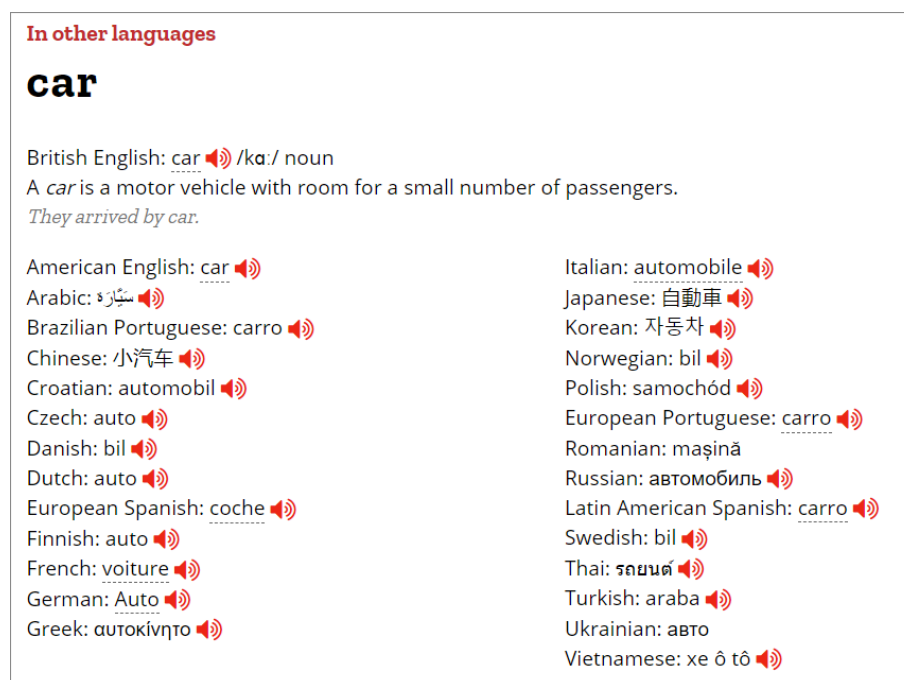 In other languages
car
British English: car /kɑː/ noun
A car is a motor vehicle with room for a small number of passengers.
They arrived by car.
American English: car
Arabic: سَيَّارَة
Brazilian Portuguese: carro
Chinese: 小汽车
Croatian: automobil
Czech: auto
Danish: bil
Dutch: auto
European Spanish: coche
Finnish: auto
French: voiture
German: Auto
Greek: αυτοκίνητο
Italian: automobile
Japanese: 自動車
Korean: 자동차
Norwegian: bil
Polish: samochód
European Portuguese: carro
Romanian: mașină
Russian: автомобиль
Latin American Spanish: carro
Swedish: bil
Thai: รถยนต์
Turkish: araba
Ukrainian: авто
Vietnamese: xe ô tô